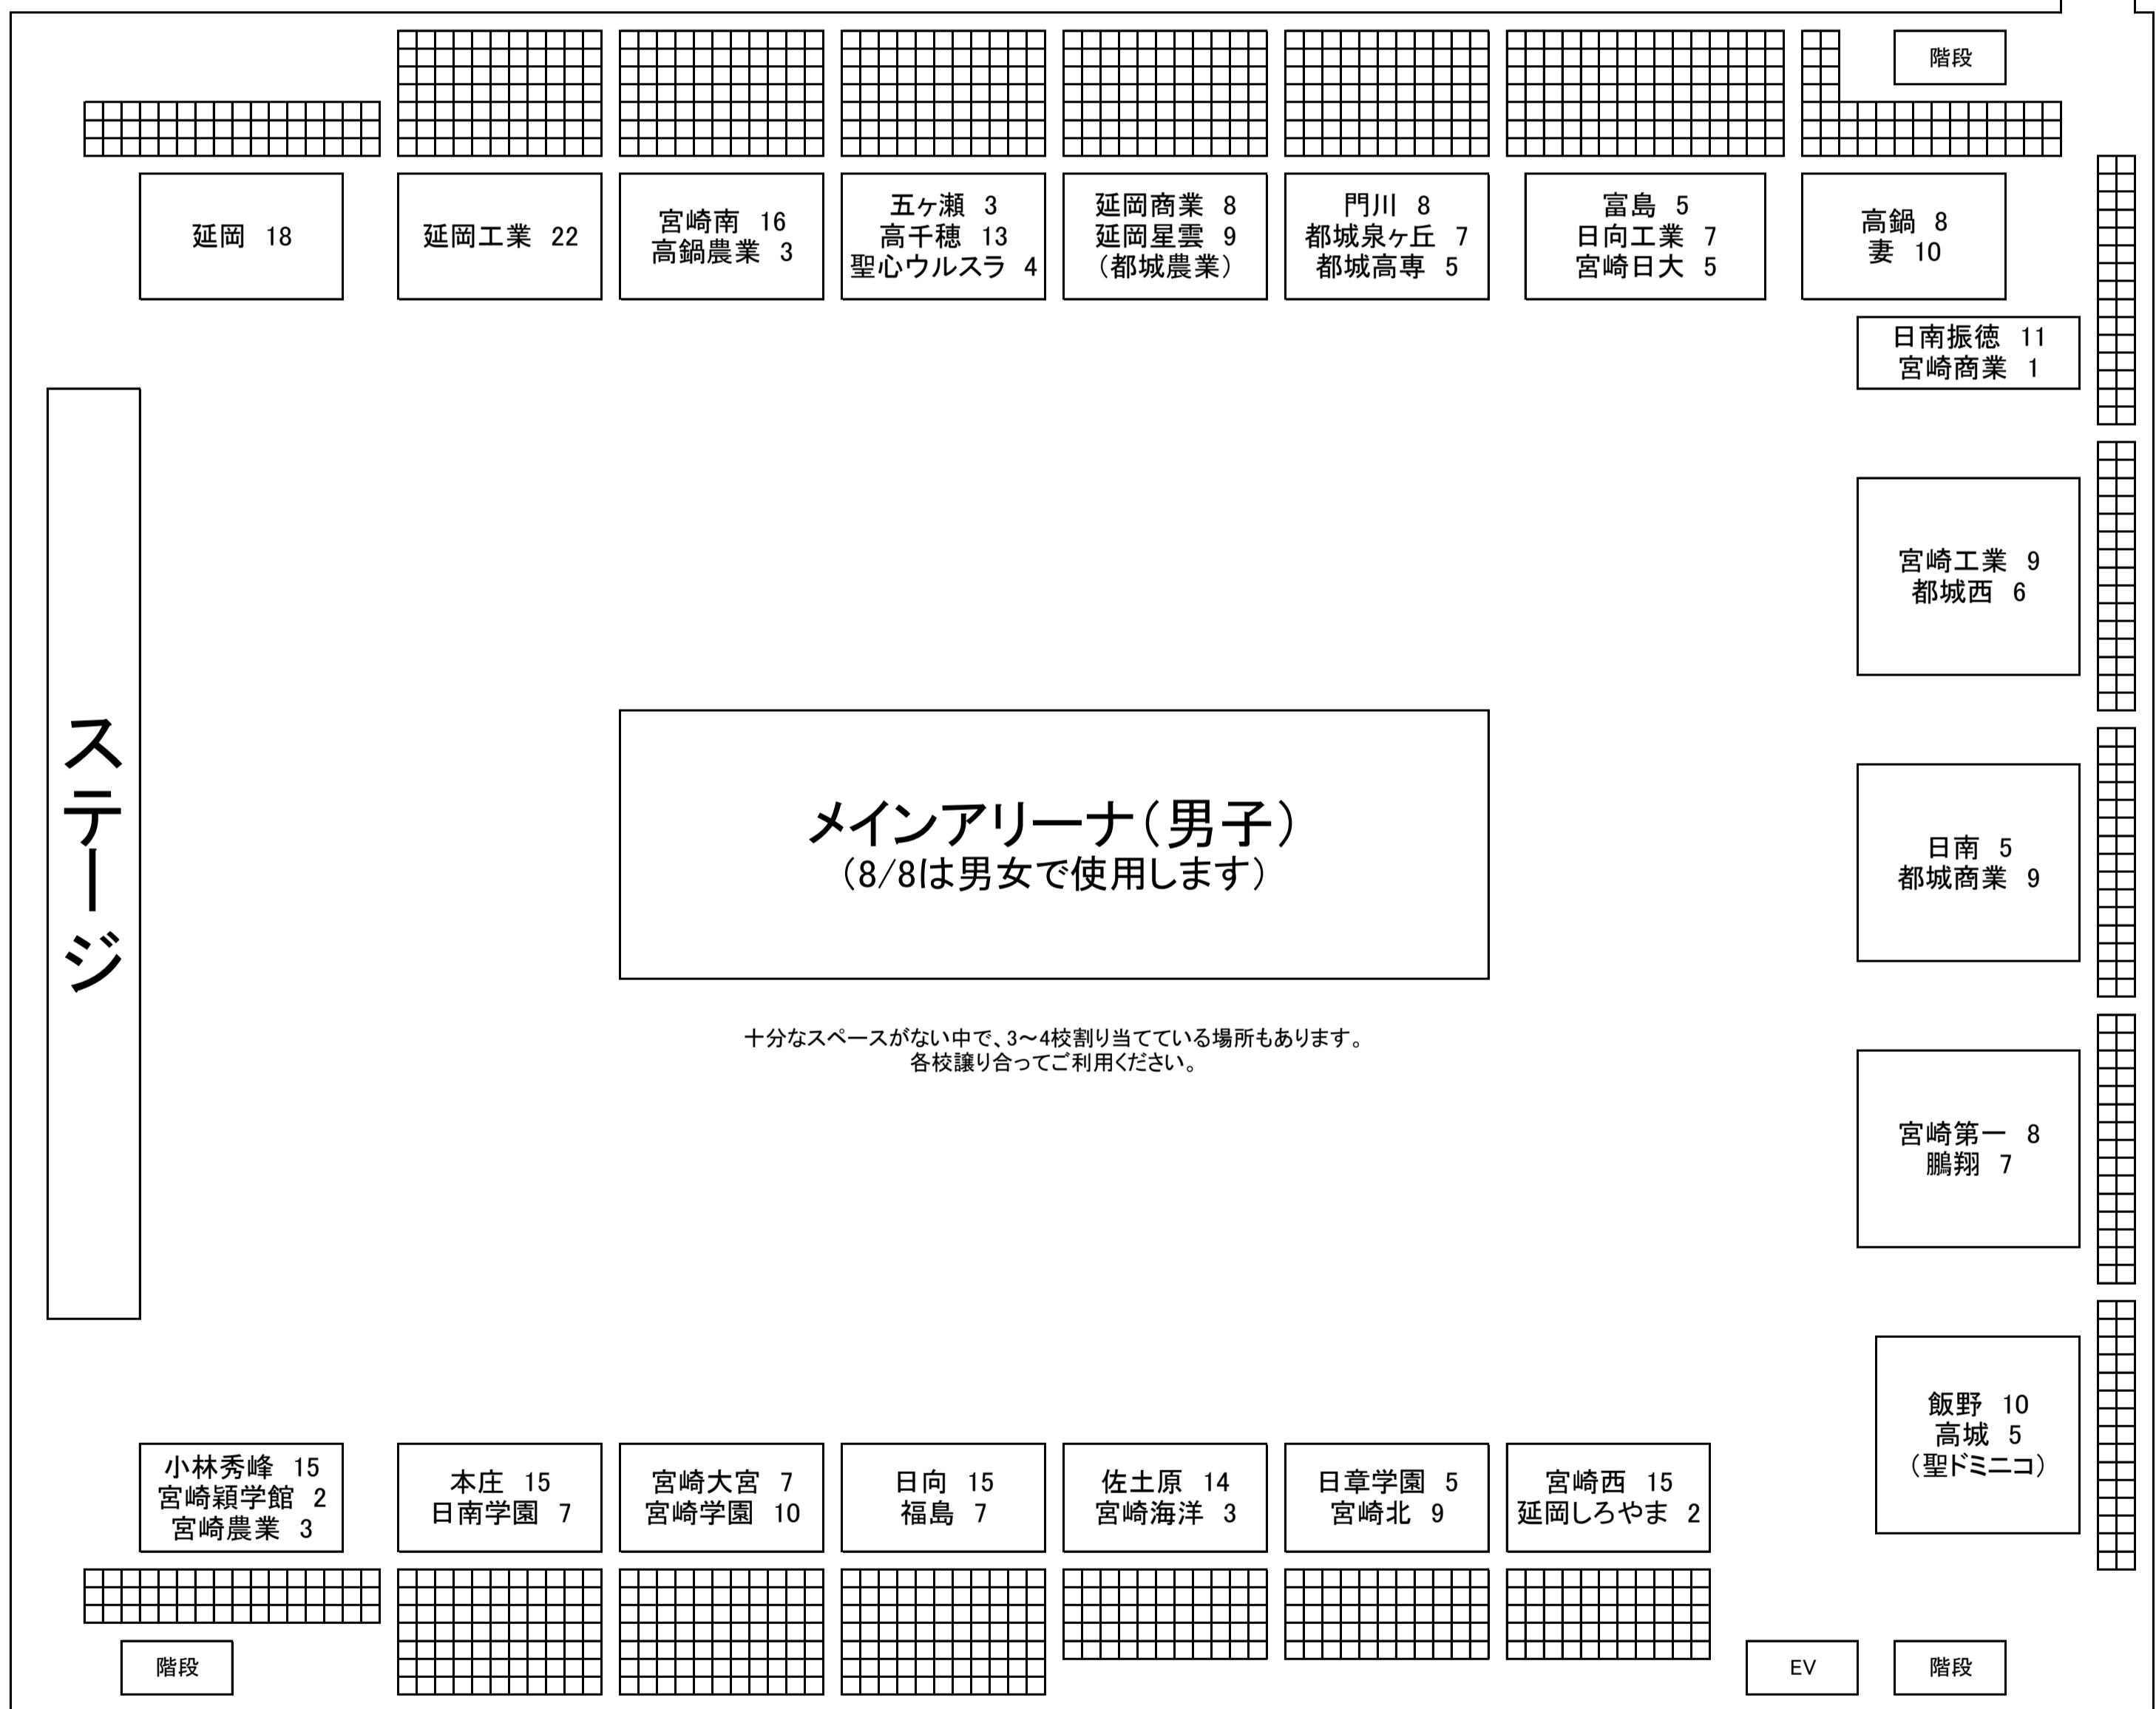 階段
延岡 18
延岡工業 22
宮崎南 16
高鍋農業 3
五ヶ瀬 3
高千穂 13
聖心ウルスラ 4
延岡商業 8
延岡星雲 9
(都城農業)
門川 8
都城泉ヶ丘 7
都城高専 5
富島 5
日向工業 7
宮崎日大 5
高鍋 8
妻 10
日南振徳 11
宮崎商業 1
ステージ
宮崎工業 9
都城西 6
メインアリーナ(男子)
(8/8は男女で使用します)
日南 5
都城商業 9
十分なスペースがない中で、3～4校割り当てている場所もあります。
各校譲り合ってご利用ください。
宮崎第一 8
鵬翔 7
飯野 10
高城 5
(聖ドミニコ)
小林秀峰 15
宮崎穎学館 2
宮崎農業 3
本庄 15
日南学園 7
宮崎大宮 7
宮崎学園 10
日向 15
福島 7
佐土原 14
宮崎海洋 3
日章学園 5
宮崎北 9
宮崎西 15
延岡しろやま 2
階段
EV
階段